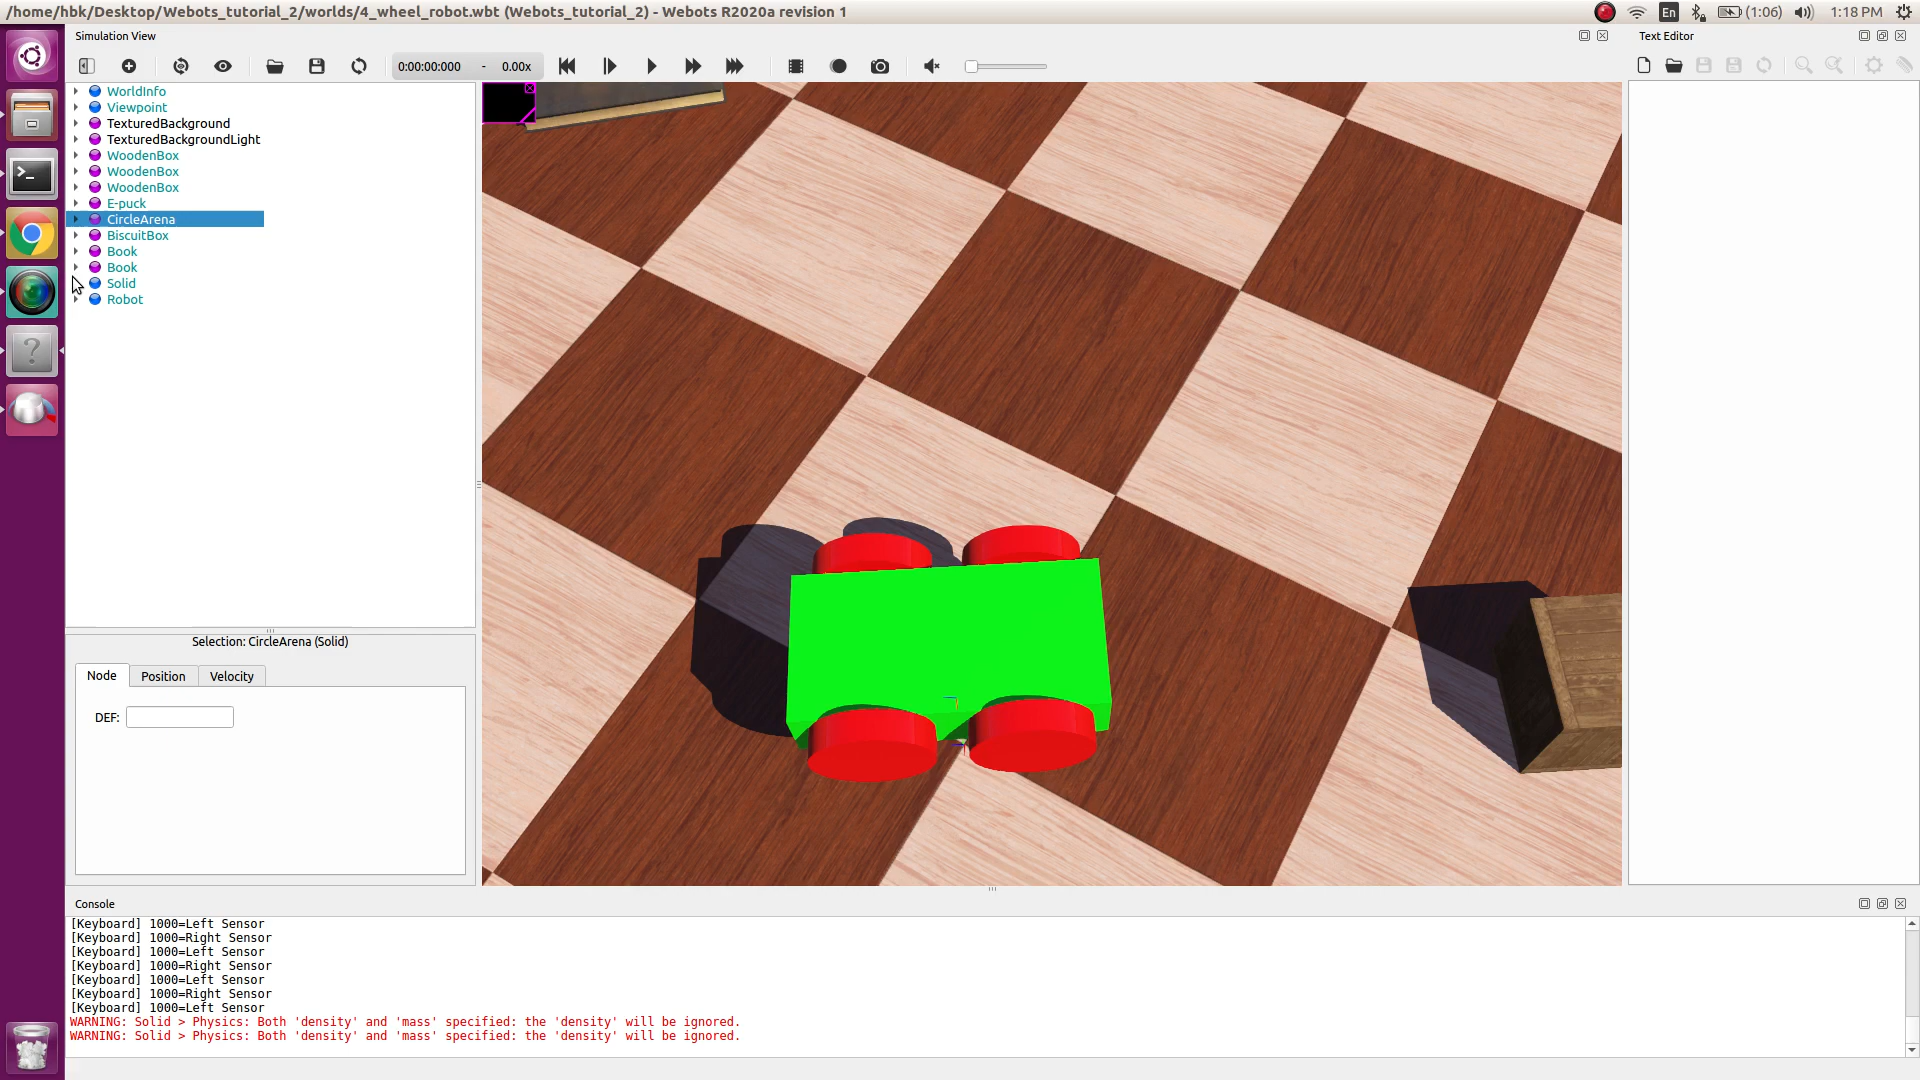 /home/hbk/Desktop/Webots_tutorial_2/worlds/4_wheel_robot.wbt (Webots_tutorial_2) - Webots R2020a revision 1
En
(1:06)
1:18 PM
Simulation View
Text Editor
0:00:00:000 - 0.00x
WorldInfo
Viewpoint
TexturedBackground
TexturedBackgroundLight
WoodenBox
WoodenBox
WoodenBox
E-puck
CircleArena
BiscuitBox
Book
Book
Solid
Robot
Selection: CircleArena (Solid)
Node
Position
Velocity
DEF:
Console
[Keyboard] 1000=Left Sensor
[Keyboard] 1000=Right Sensor
[Keyboard] 1000=Left Sensor
[Keyboard] 1000=Right Sensor
[Keyboard] 1000=Left Sensor
[Keyboard] 1000=Right Sensor
[Keyboard] 1000=Left Sensor
WARNING: Solid > Physics: Both 'density' and 'mass' specified: the 'density' will be ignored.
WARNING: Solid > Physics: Both 'density' and 'mass' specified: the 'density' will be ignored.